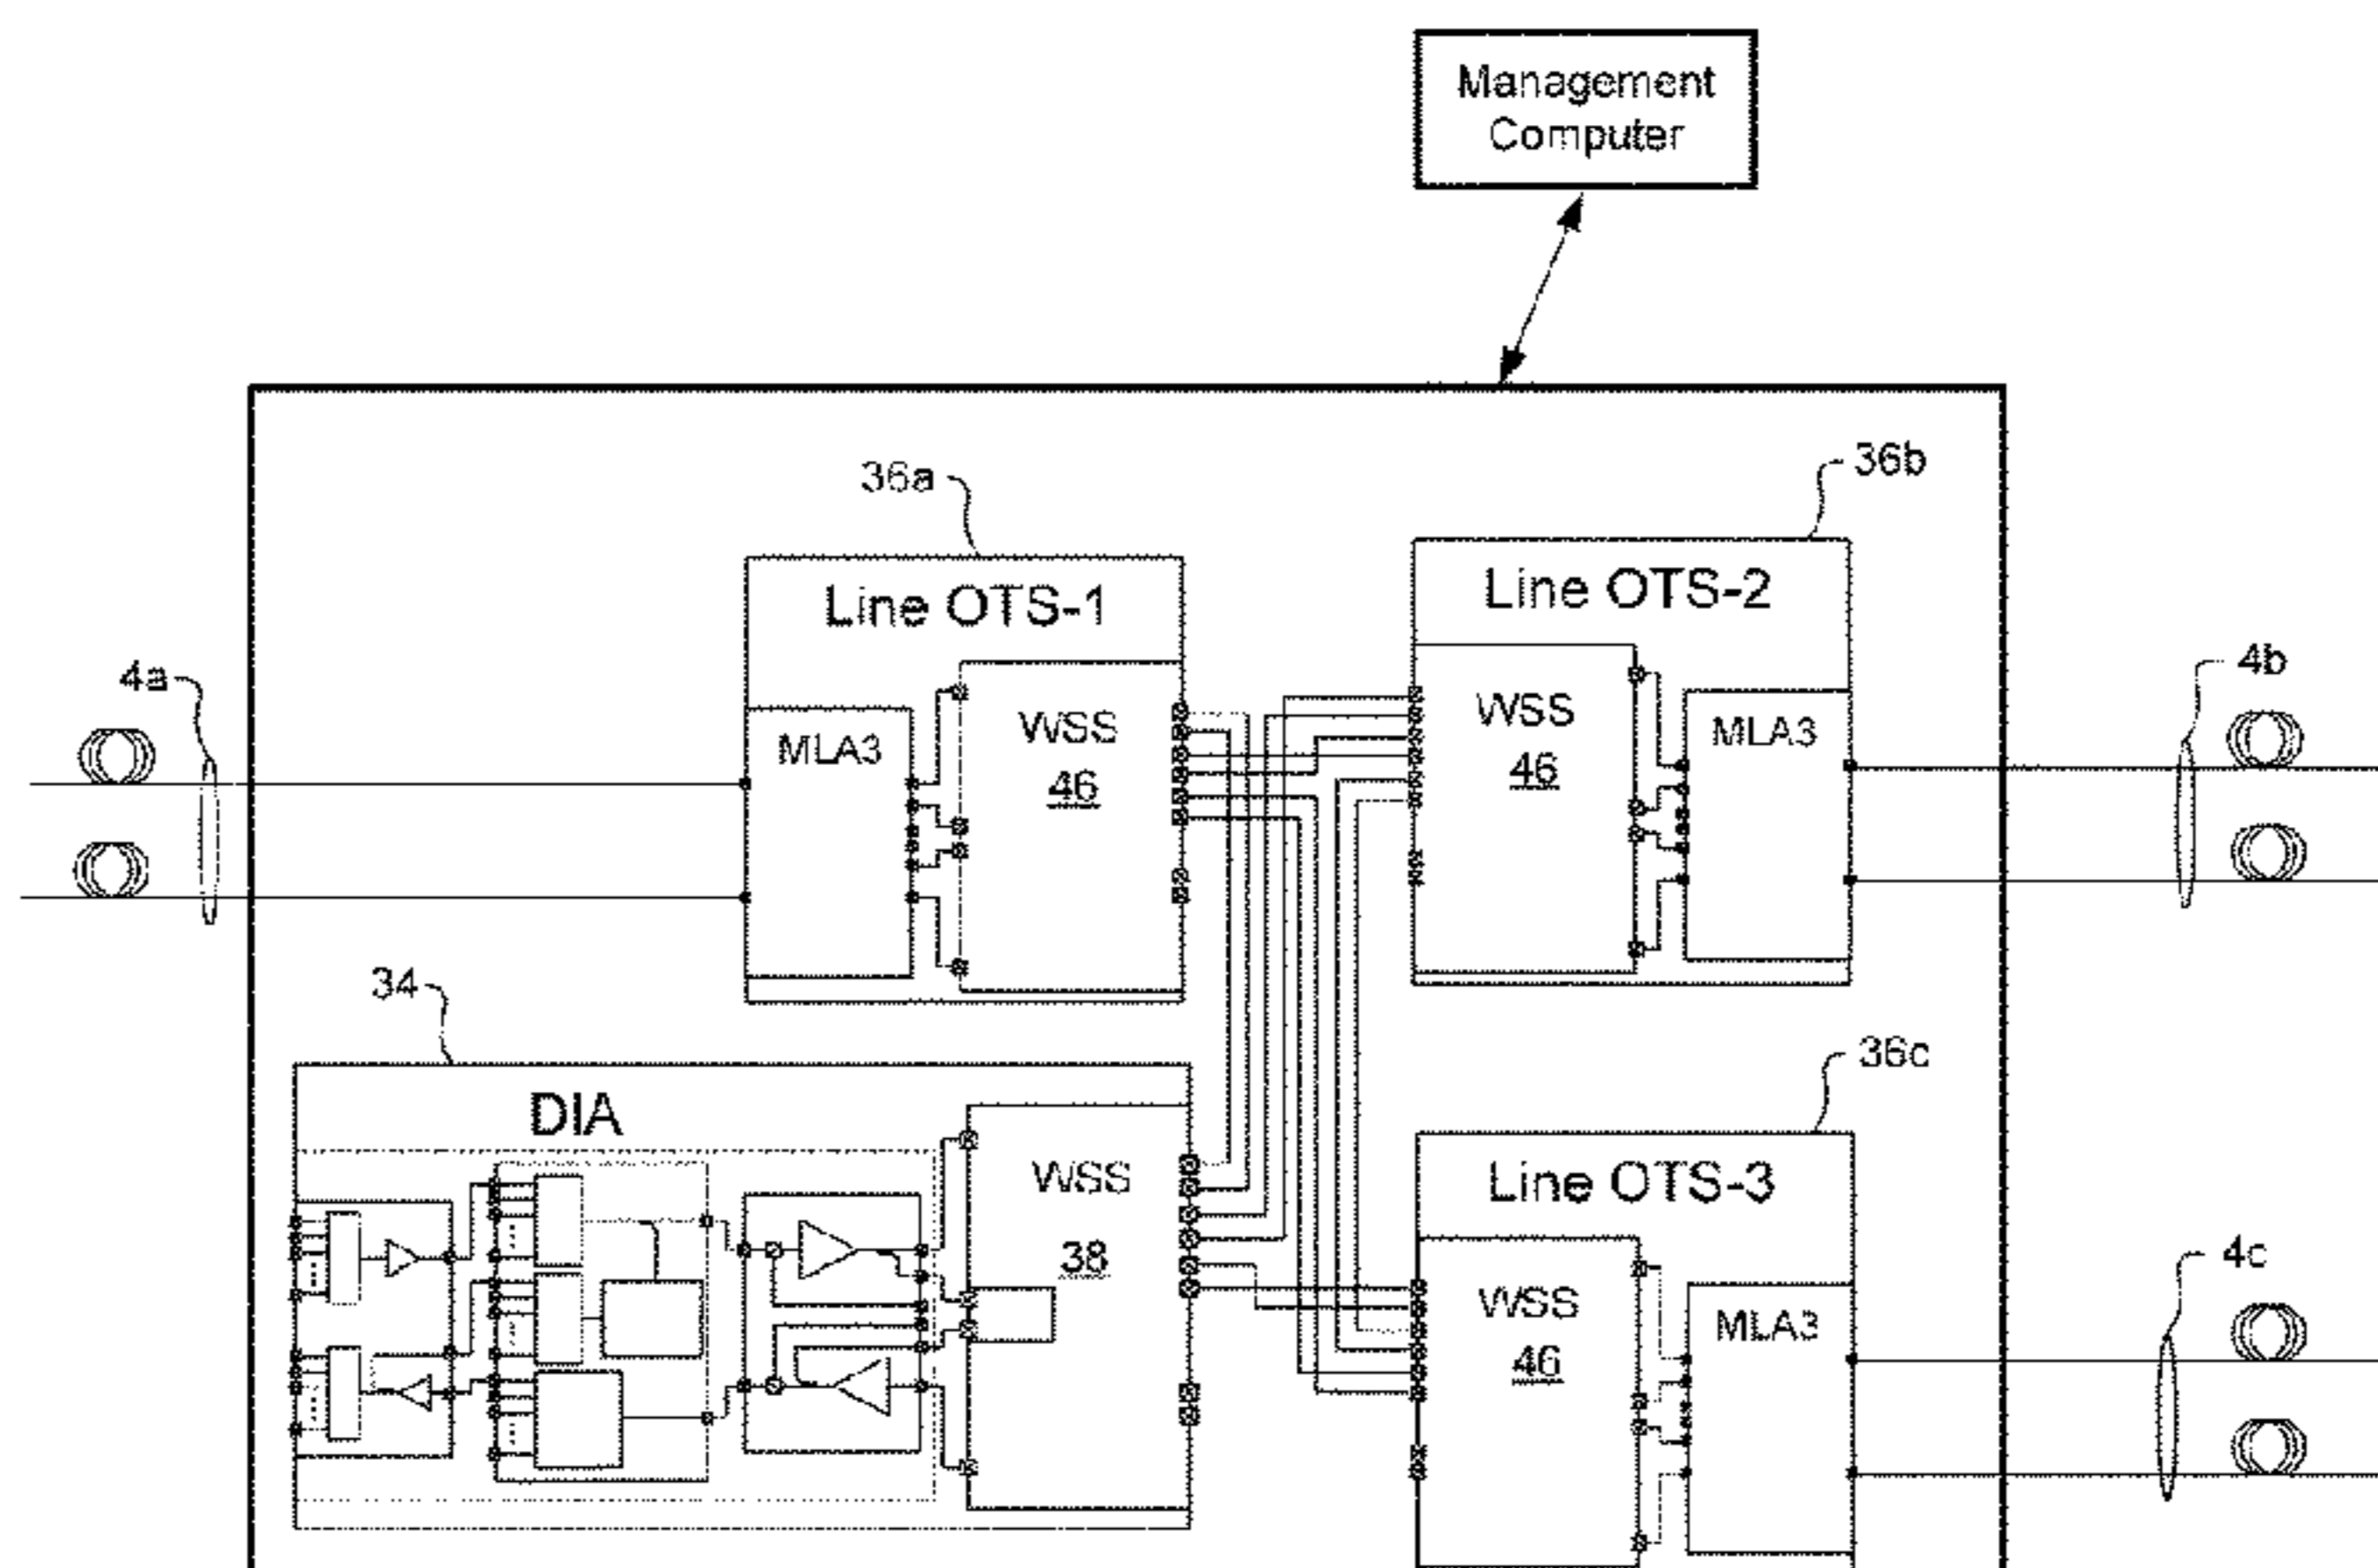 Management
Computer
36a
36b
Line OTS-1
Line OTS-2
4a
4b
MLA3
WSS
46
WSS
46
MLA3
34
36c
DIA
WSS
38
Line OTS-3
4c
WSS
46
MLA3